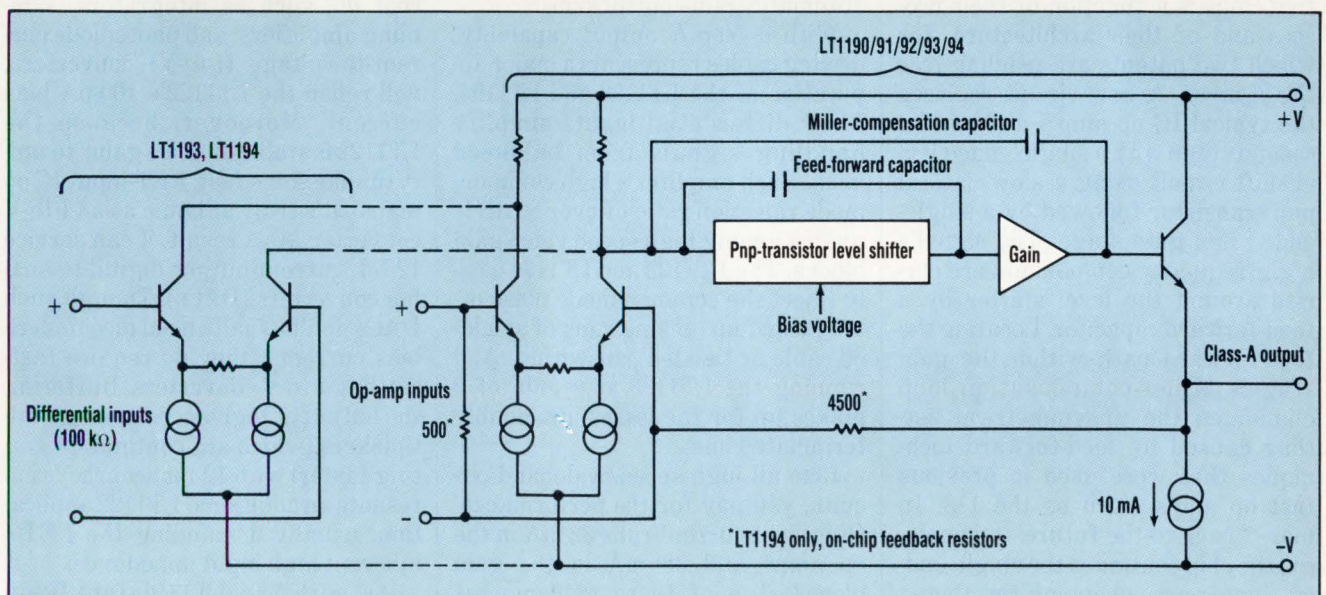 LT1190/91/92/93/94
+V
Miller-compensation capacitor
LT1193, LT1194
Feed-forward capacitor
Pnp-transistor level shifter
Gain
+
+
Bias voltage
Class-A output
Differential inputs
(100 kΩ)
Op-amp inputs
500*
4500*
10 mA
–
–
*LT1194 only, on-chip feedback resistors
–V